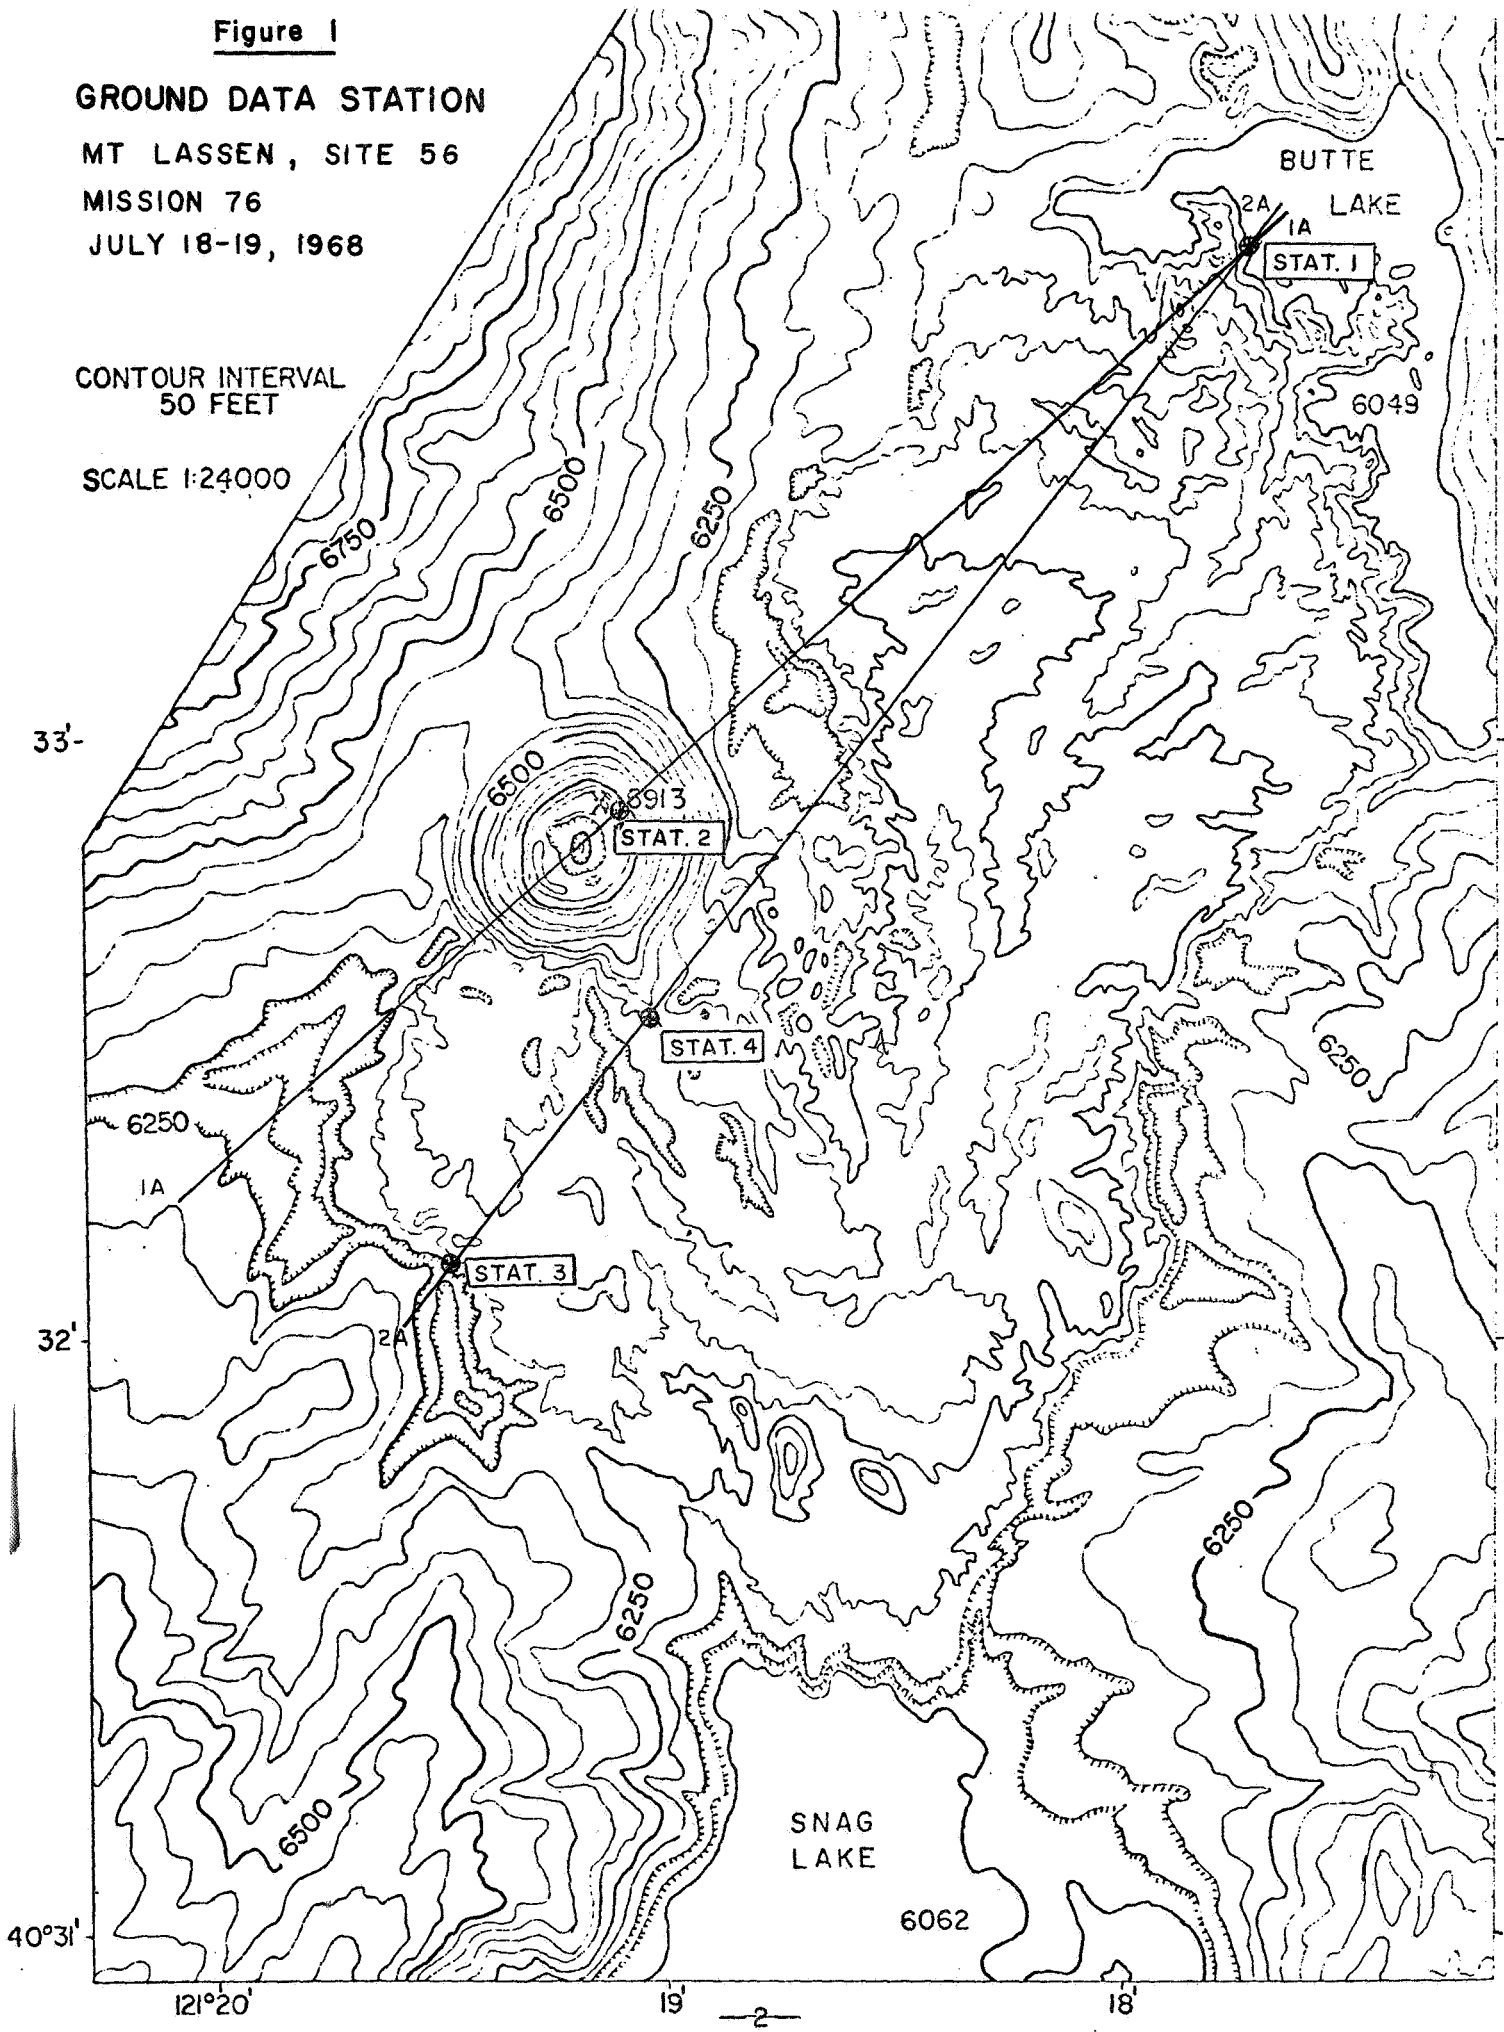 Figure 1
GROUND DATA STATION
MT LASSEN, SITE 56
MISSION 76
JULY 18-19, 1968
CONTOUR INTERVAL
50 FEET
SCALE 1:24000
BUTTE
LAKE
2A
1A
STAT. 1
6049
6500
6250
6750
33'
6500
6913
STAT. 2
STAT. 4
6250
6250
1A
STAT. 3
32'
2A
6250
6250
6500
SNAG
LAKE
6062
40°31'
121°20'
19'
18'
-2-